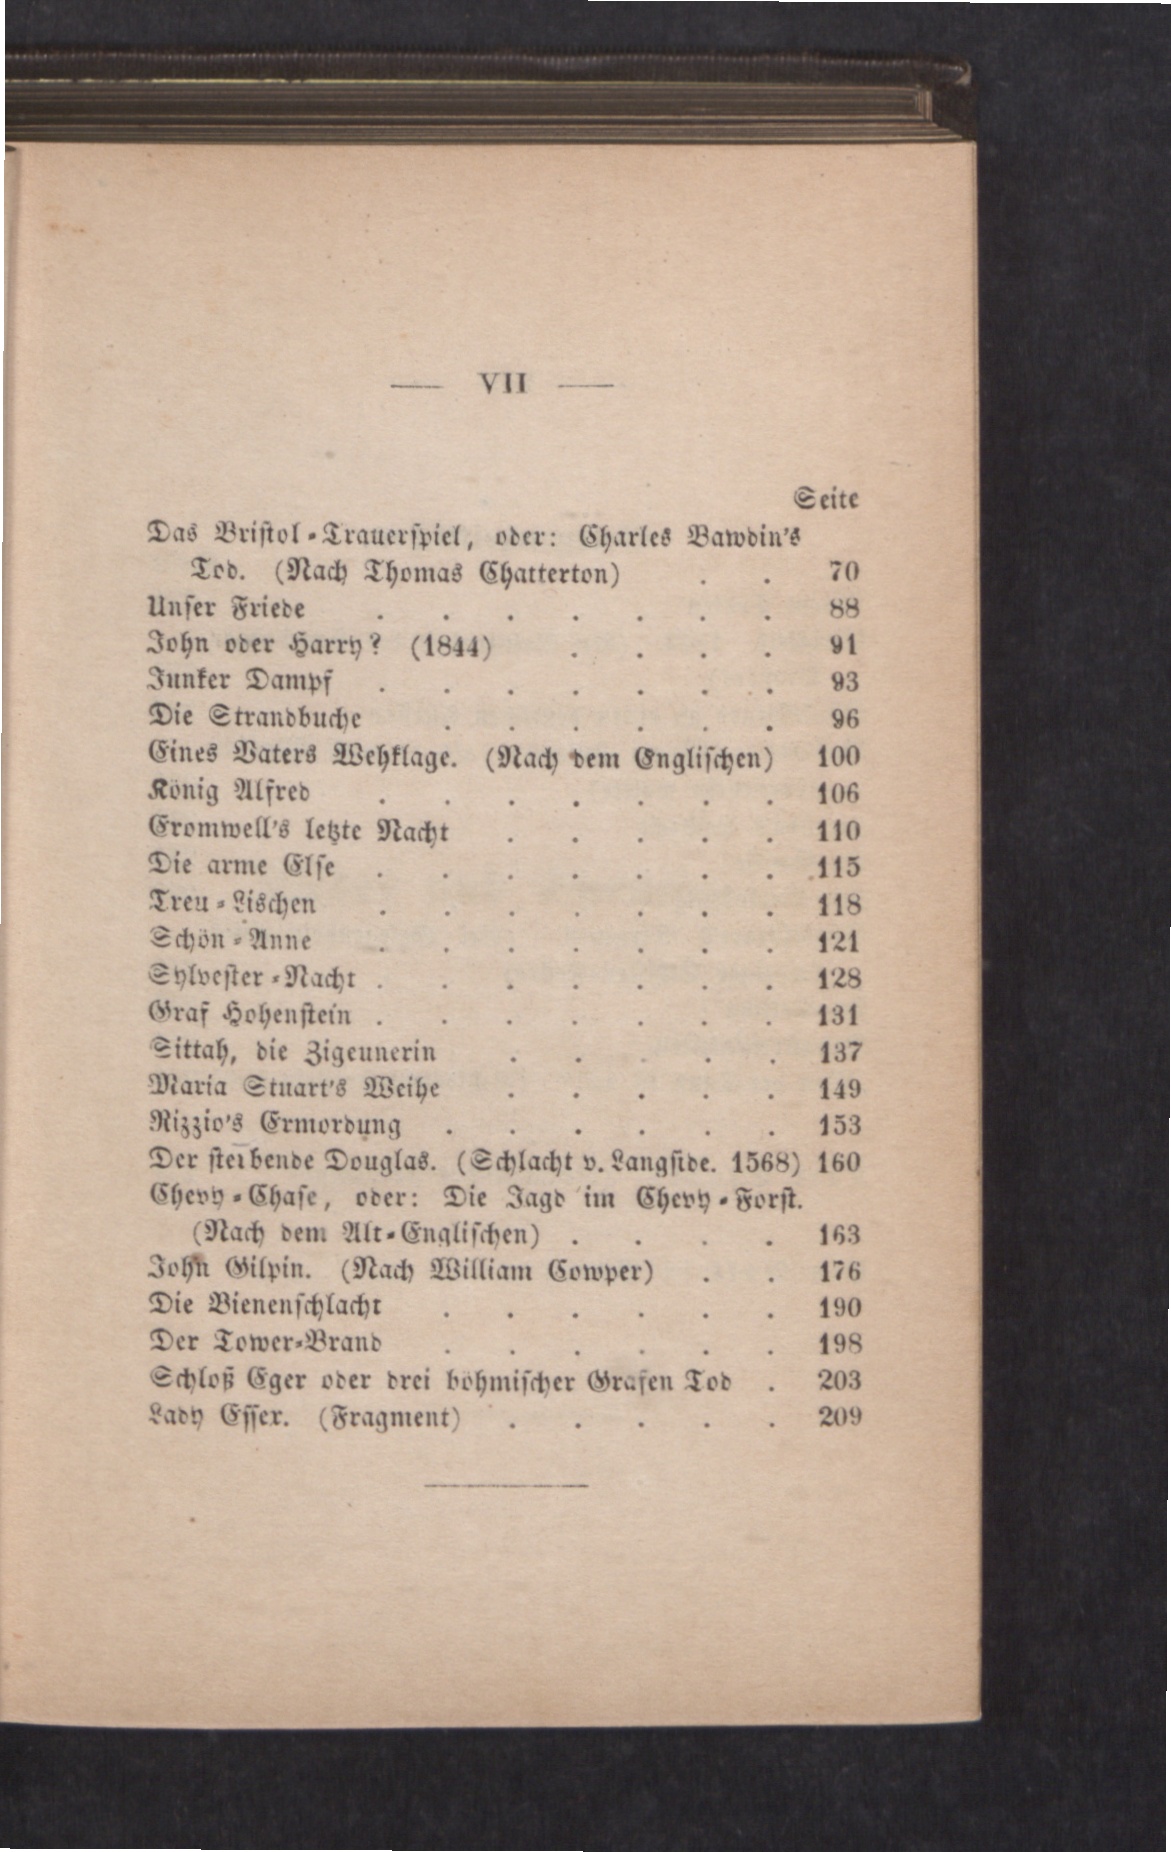 — VII —
Seite
Das Bristol-Trauerspiel, oder: Charles Bawdin's
Tod. (Nach Thomas Chatterton) . . 70
Unser Friede . . . . . . . 88
John oder Harry? (1844) . . . . 91
Junker Dampf . . . . . . . 93
Die Strandbuche . . . . . . 96
Eines Vaters Wehklage. (Nach dem Englischen) 100
König Alfred . . . . . . . 106
Cromwell's letzte Nacht . . . . . 110
Die arme Else . . . . . . . 115
Treu-Lischen . . . . . . . 118
Schön-Anne . . . . . . . 121
Sylvester-Nacht . . . . . . . 128
Graf Hohenstein . . . . . . . 131
Sittah, die Zigeunerin . . . . . 137
Maria Stuart's Weihe . . . . . 149
Rizzio's Ermordung . . . . . . 153
Der sterbende Douglas. (Schlacht v. Langside. 1568) 160
Chevy-Chase, oder: Die Jagd im Chevy-Forst.
(Nach dem Alt-Englischen) . . . . 163
John Gilpin. (Nach William Cowper) . . 176
Die Bienenschlacht . . . . . . 190
Der Tower-Brand . . . . . . 198
Schloß Eger oder drei böhmischer Grafen Tod . 203
Lady Esser. (Fragment) . . . . . 209